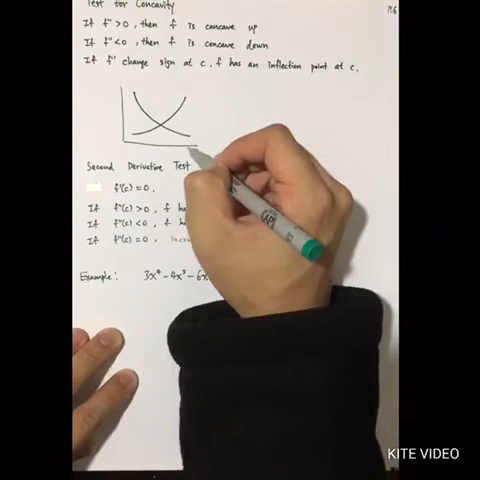 Test for Concavity
P.6
If f" > 0, then f is concave up
If f" < 0, then f is concave down
If f" change sign at c, f has an inflection point at c.
Second Derivative Test
f'(c) = 0.
If f"(c) > 0, f
If f"(c) < 0, f
If f"(c) = 0,
Example: 3x⁴ - 4x³ - 6x
KITE VIDEO